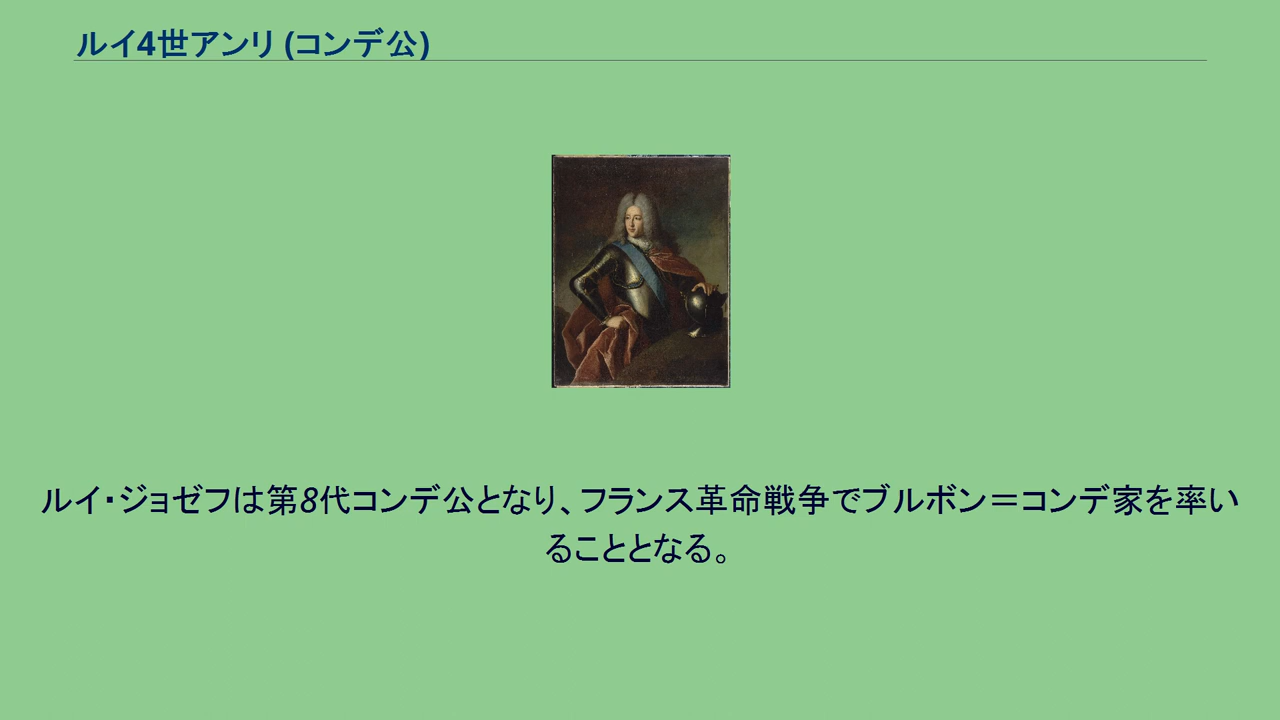 ルイ4世アンリ (コンデ公)
ルイ・ジョゼフは第8代コンデ公となり、フランス革命戦争でブルボン＝コンデ家を率い
ることとなる。